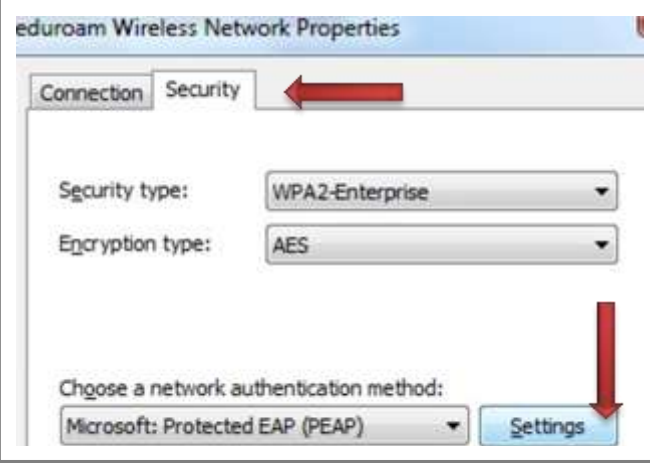 eduroam Wireless Network Properties
Connection Security
Security type: WPA2-Enterprise
Encryption type: AES
Choose a network authentication method:
Microsoft: Protected EAP (PEAP) Settings